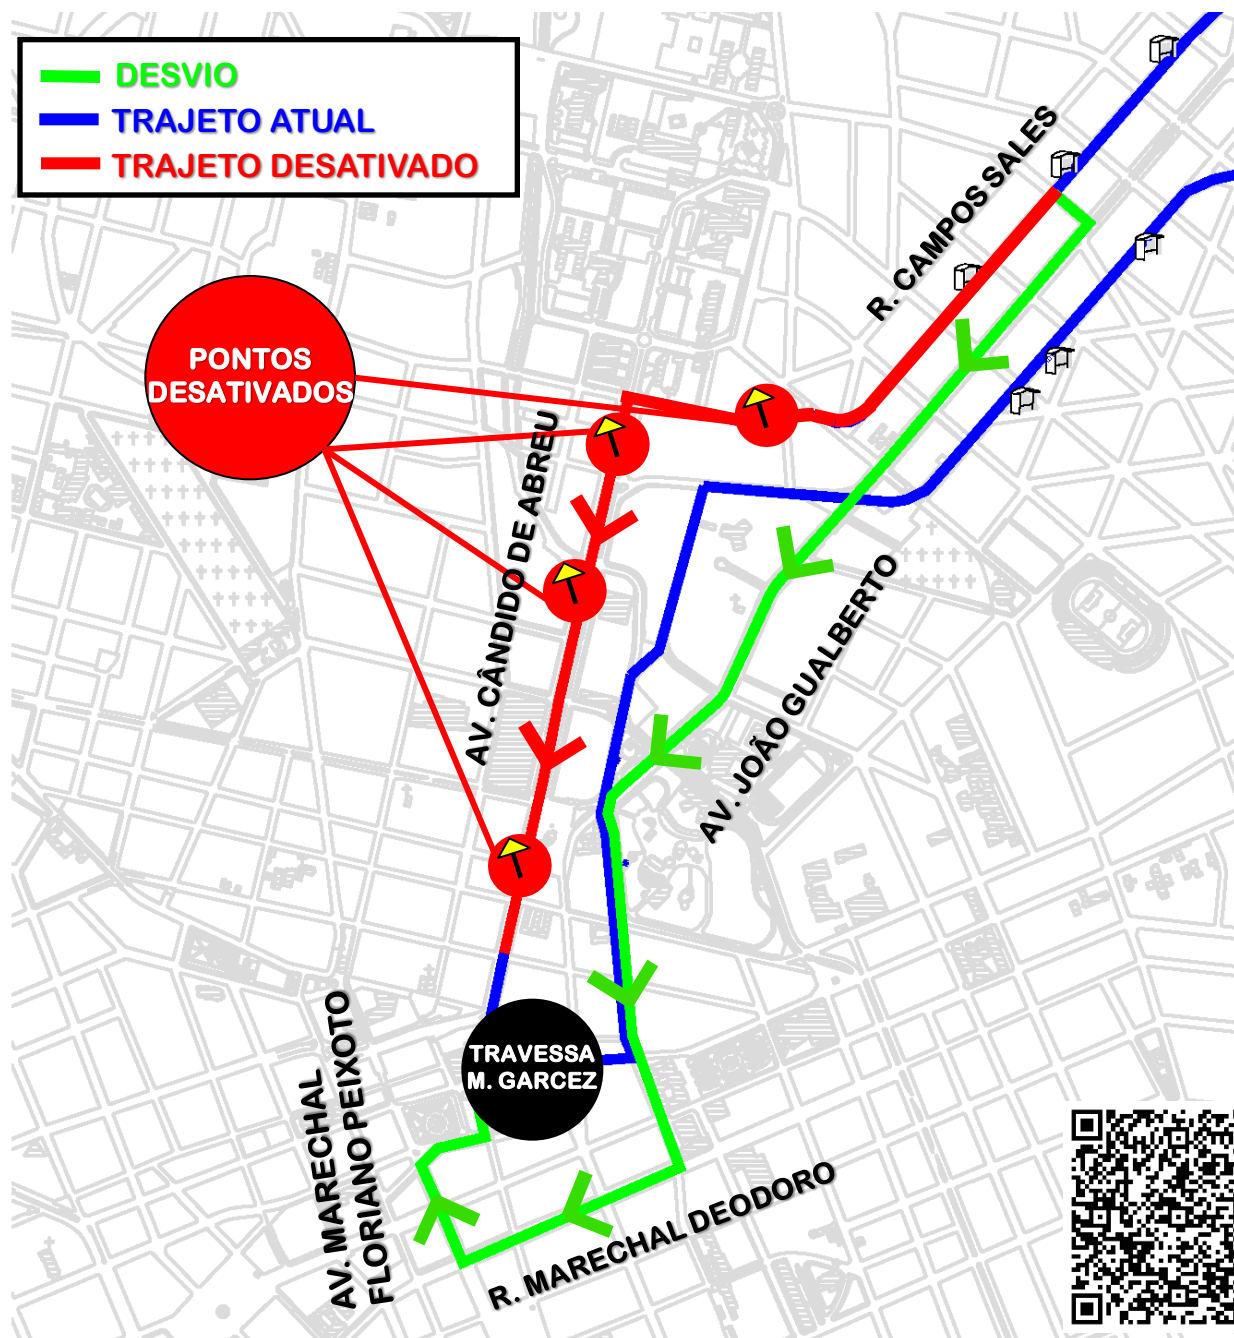 DESVIO
TRAJETO ATUAL
TRAJETO DESATIVADO
R. CAMPOS SALES
PONTOS
DESATIVADOS
AV. CÂNDIDO DE ABREU
AV. JOÃO GUALBERTO
TRAVESSA
M. GARCEZ
AV. MARECHAL
FLORIANO PEIXOTO
R. MARECHAL DEODORO